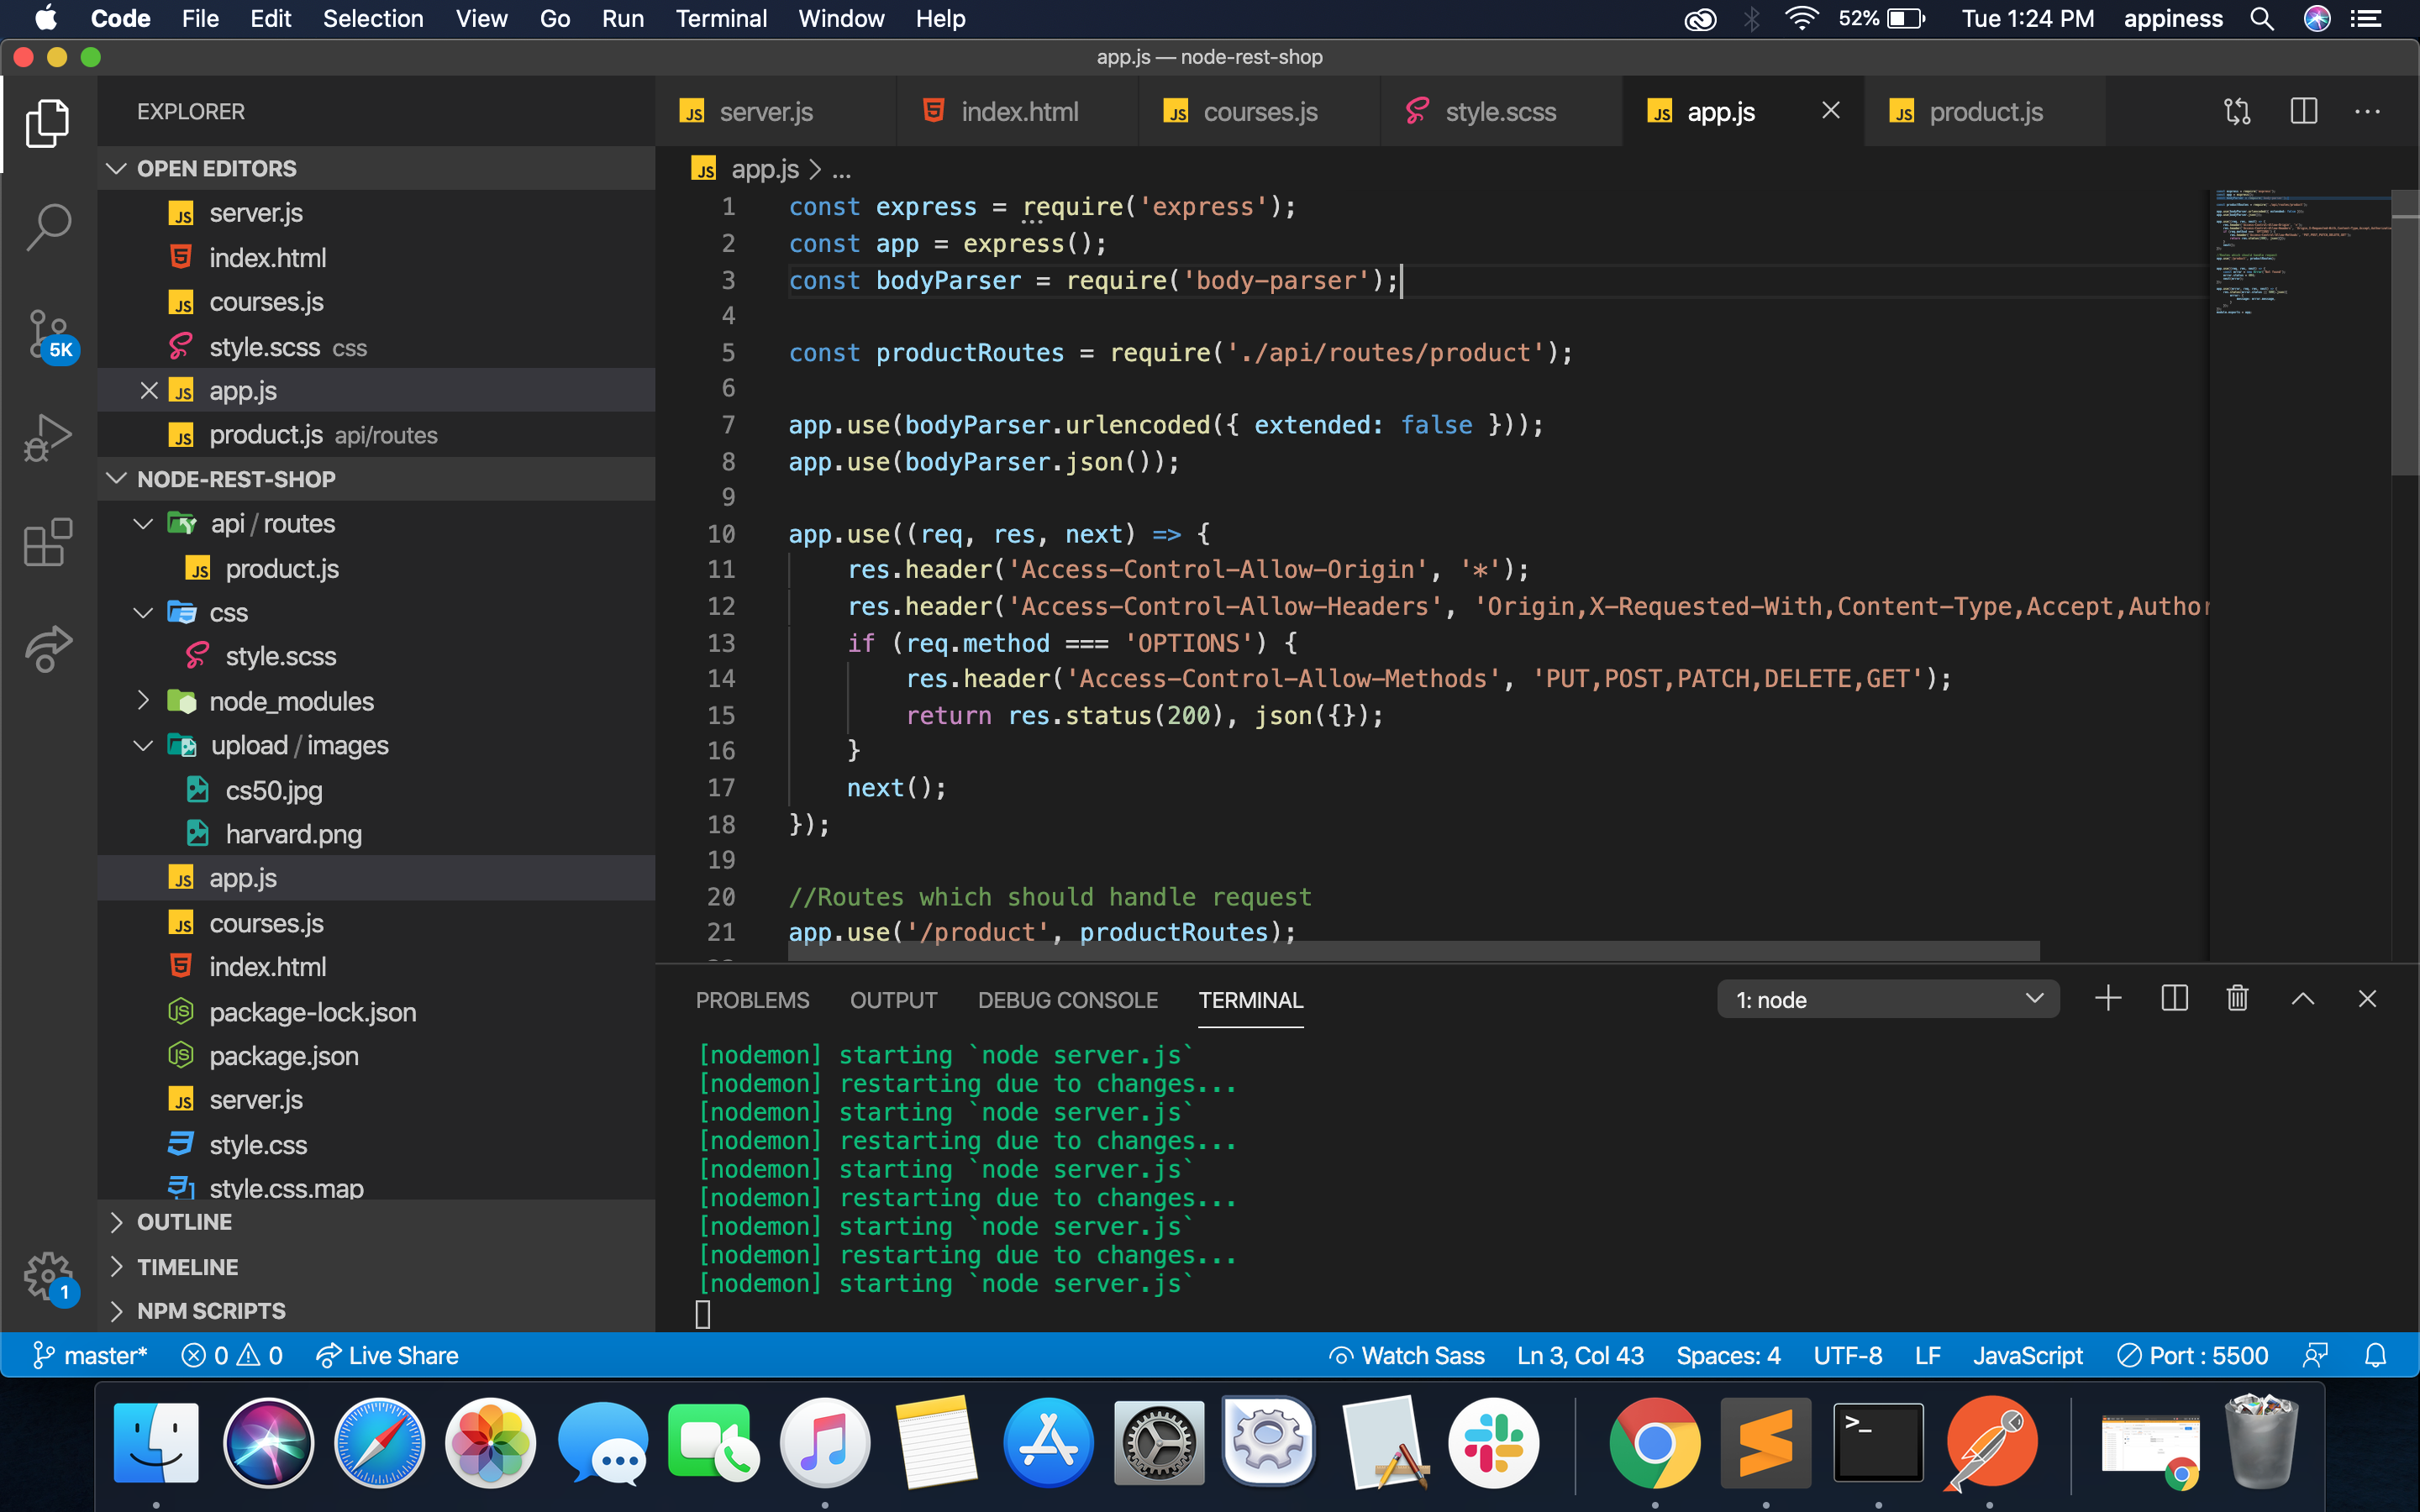 Code File Edit Selection View Go Run Terminal Window Help 52% Tue 1:24 PM appiness
app.js — node-rest-shop
EXPLORER
OPEN EDITORS
server.js
index.html
courses.js
style.scss css
app.js
product.js api/routes
NODE-REST-SHOP
api / routes
product.js
css
style.scss
node_modules
upload / images
cs50.jpg
harvard.png
app.js
courses.js
index.html
package-lock.json
package.json
server.js
style.css
style.css.map
OUTLINE
TIMELINE
NPM SCRIPTS
5K
1
server.js index.html courses.js style.scss app.js product.js
app.js > ...
1 const express = require('express');
2 const app = express();
3 const bodyParser = require('body-parser');
4
5 const productRoutes = require('./api/routes/product');
6
7 app.use(bodyParser.urlencoded({ extended: false }));
8 app.use(bodyParser.json());
9
10 app.use((req, res, next) => {
11 res.header('Access-Control-Allow-Origin', '*');
12 res.header('Access-Control-Allow-Headers', 'Origin,X-Requested-With,Content-Type,Accept,Author
13 if (req.method === 'OPTIONS') {
14 res.header('Access-Control-Allow-Methods', 'PUT,POST,PATCH,DELETE,GET');
15 return res.status(200), json({});
16 }
17 next();
18 });
19
20 //Routes which should handle request
21 app.use('/product', productRoutes);
PROBLEMS OUTPUT DEBUG CONSOLE TERMINAL 1: node
[nodemon] starting `node server.js`
[nodemon] restarting due to changes...
[nodemon] starting `node server.js`
[nodemon] restarting due to changes...
[nodemon] starting `node server.js`
[nodemon] restarting due to changes...
[nodemon] starting `node server.js`
[nodemon] restarting due to changes...
[nodemon] starting `node server.js`
master* 0 0 Live Share Watch Sass Ln 3, Col 43 Spaces: 4 UTF-8 LF JavaScript Port : 5500